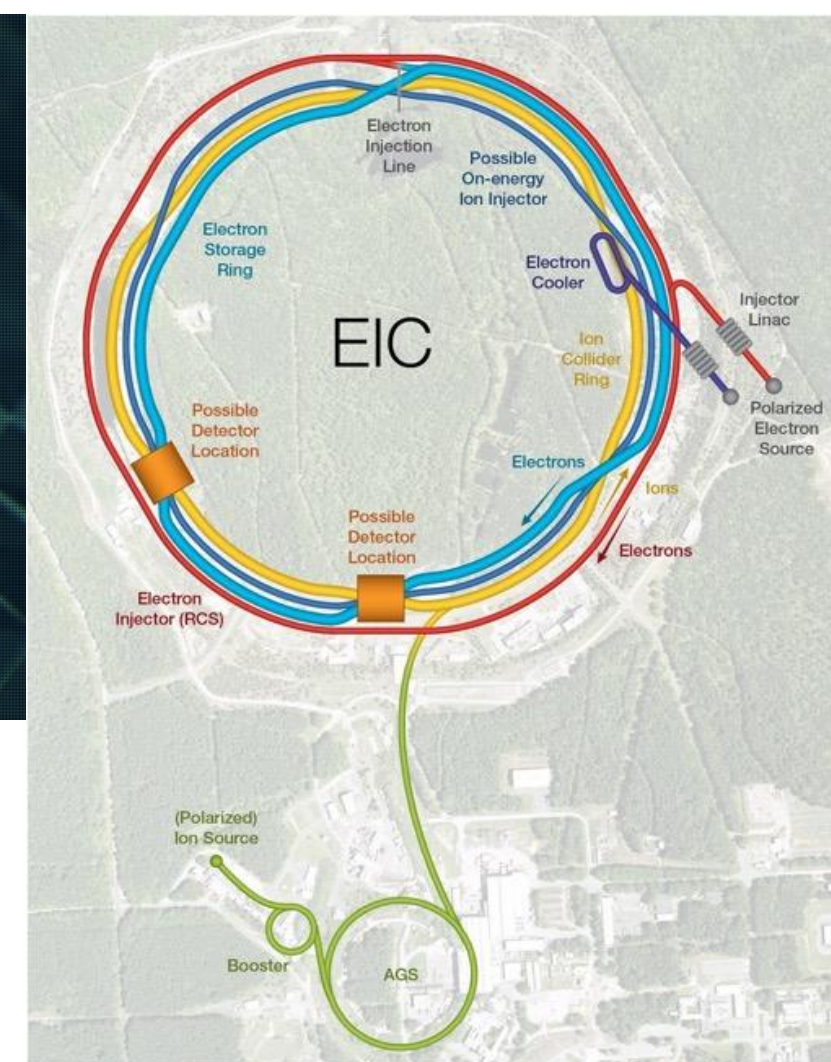 Electron
Injection
Line
Possible
On-energy
Ion Injector
Electron
Storage
Ring
Electron
Cooler
Injector
Linac
EIC
Ion
Collider
Ring
Polarized
Electron
Source
Possible
Detector
Location
Electrons
Ions
Possible
Detector
Location
Electrons
Electron
Injector (RCS)
(Polarized)
Ion Source
Booster
AGS